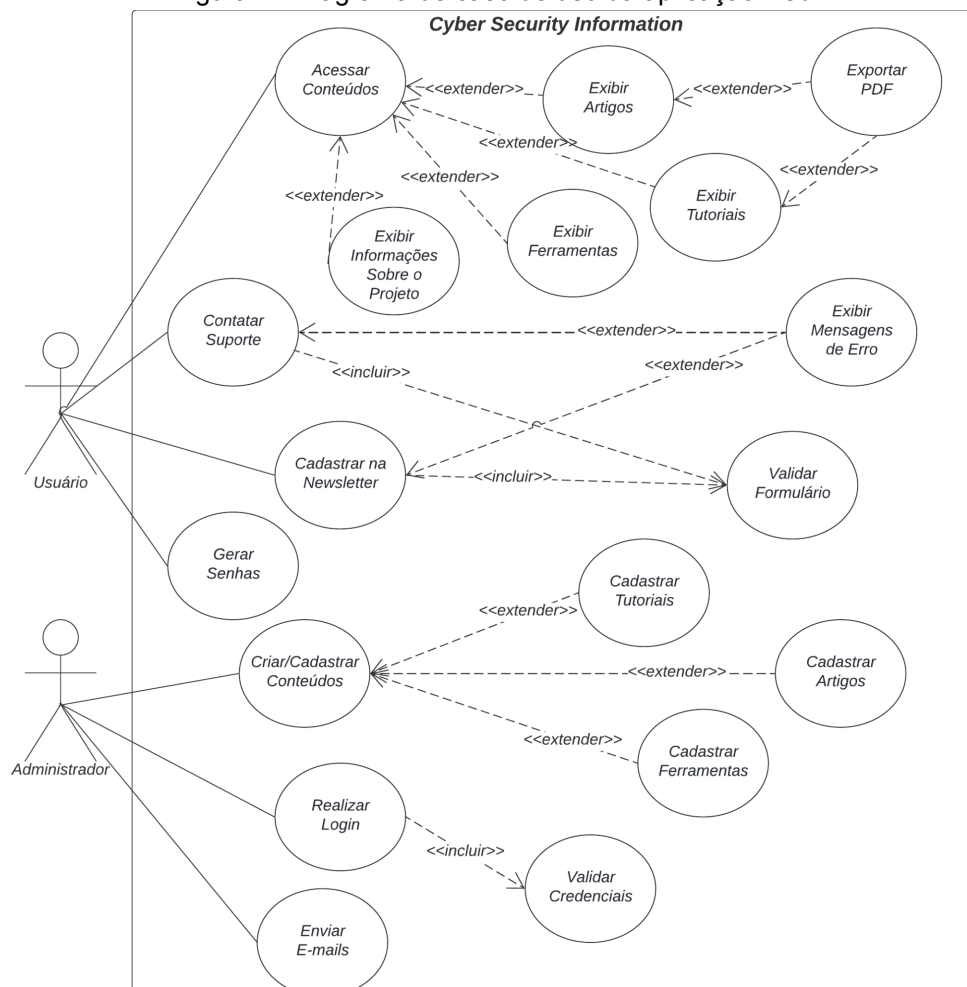 Cyber Security Information
Acessar
Conteúdos
<<extender>>
Exibir
Artigos
<<extender>>
Exportar
PDF
<<extender>>
<<extender>>
<<extender>>
<<extender>>
Exibir
Tutoriais
Exibir
Ferramentas
Exibir
Informações
Sobre o
Projeto
Contatar
Suporte
<<extender>>
Exibir
Mensagens
de Erro
<<incluir>>
<<extender>>
Usuário
Cadastrar na
Newsletter
<<incluir>>
Validar
Formulário
Gerar
Senhas
Cadastrar
Tutoriais
<<extender>>
Criar/Cadastrar
Conteúdos
<<extender>>
Cadastrar
Artigos
<<extender>>
Cadastrar
Ferramentas
Administrador
Realizar
Login
<<incluir>>
Validar
Credenciais
Enviar
E-mails